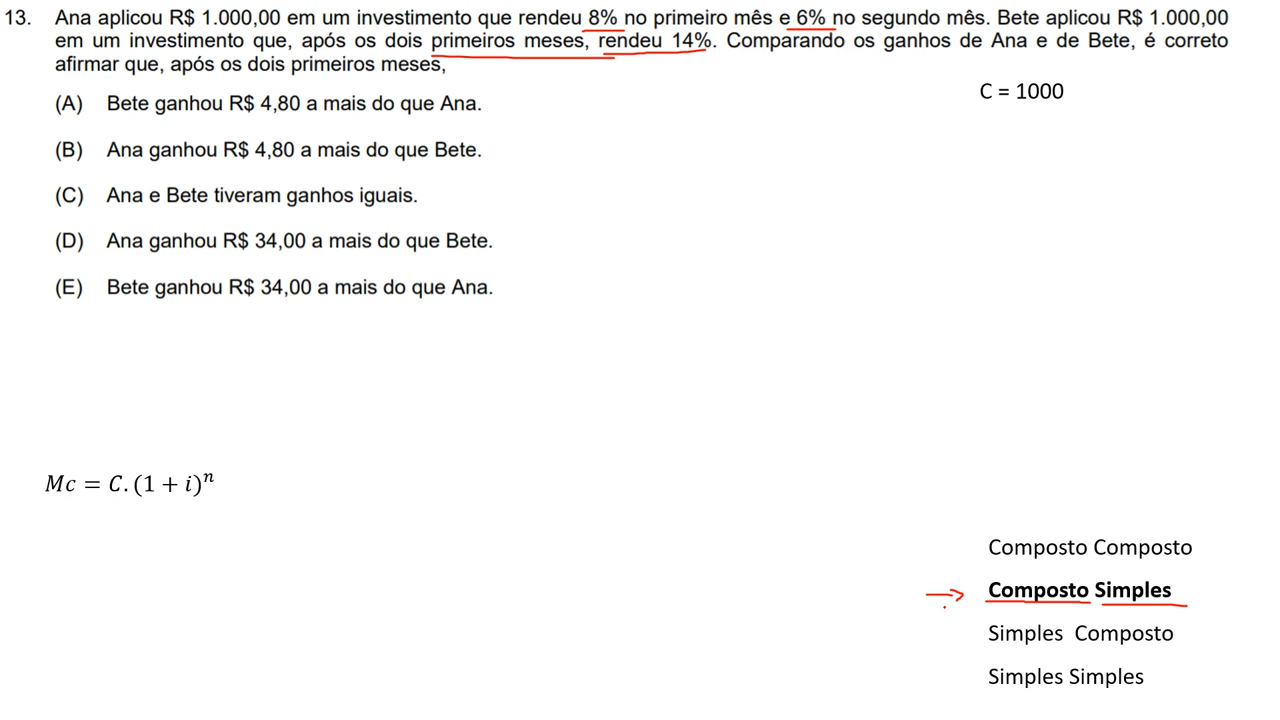 13. Ana aplicou R$ 1.000,00 em um investimento que rendeu 8% no primeiro mês e 6% no segundo mês. Bete aplicou R$ 1.000,00
em um investimento que, após os dois primeiros meses, rendeu 14%. Comparando os ganhos de Ana e de Bete, é correto
afirmar que, após os dois primeiros meses,
C = 1000
(A) Bete ganhou R$ 4,80 a mais do que Ana.
(B) Ana ganhou R$ 4,80 a mais do que Bete.
(C) Ana e Bete tiveram ganhos iguais.
(D) Ana ganhou R$ 34,00 a mais do que Bete.
(E) Bete ganhou R$ 34,00 a mais do que Ana.
Mc = C. (1 + i)ⁿ
Composto Composto
Composto Simples
Simples Composto
Simples Simples